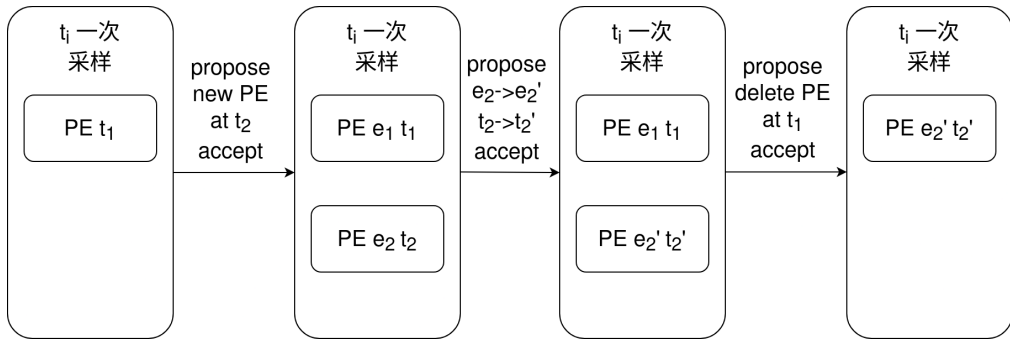 tᵢ 一次
采样
PE t₁
propose
new PE
at t₂
accept
tᵢ 一次
采样
PE e₁ t₁
PE e₂ t₂
propose
e₂->e₂'
t₂->t₂'
accept
tᵢ 一次
采样
PE e₁ t₁
PE e₂' t₂'
propose
delete PE
at t₁
accept
tᵢ 一次
采样
PE e₂' t₂'